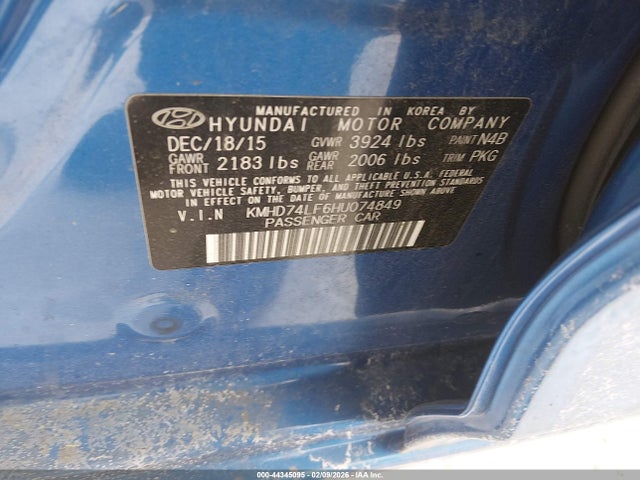 MANUFACTURED IN KOREA BY
HYUNDAI MOTOR COMPANY
DEC/18/15 GVWR 3924 lbs PAINT N4B
GAWR FRONT 2183 lbs GAWR REAR 2006 lbs TRIM PKG
THIS VEHICLE CONFORMS TO ALL APPLICABLE U.S.A. FEDERAL
MOTOR VEHICLE SAFETY, BUMPER, AND THEFT PREVENTION STANDARDS
IN EFFECT ON THE DATE OF MANUFACTURE SHOWN ABOVE.
V.I.N KMHD74LF6HU074849
PASSENGER CAR
© IAA - 44345095 - 02/09/2026 - IAAI.COM